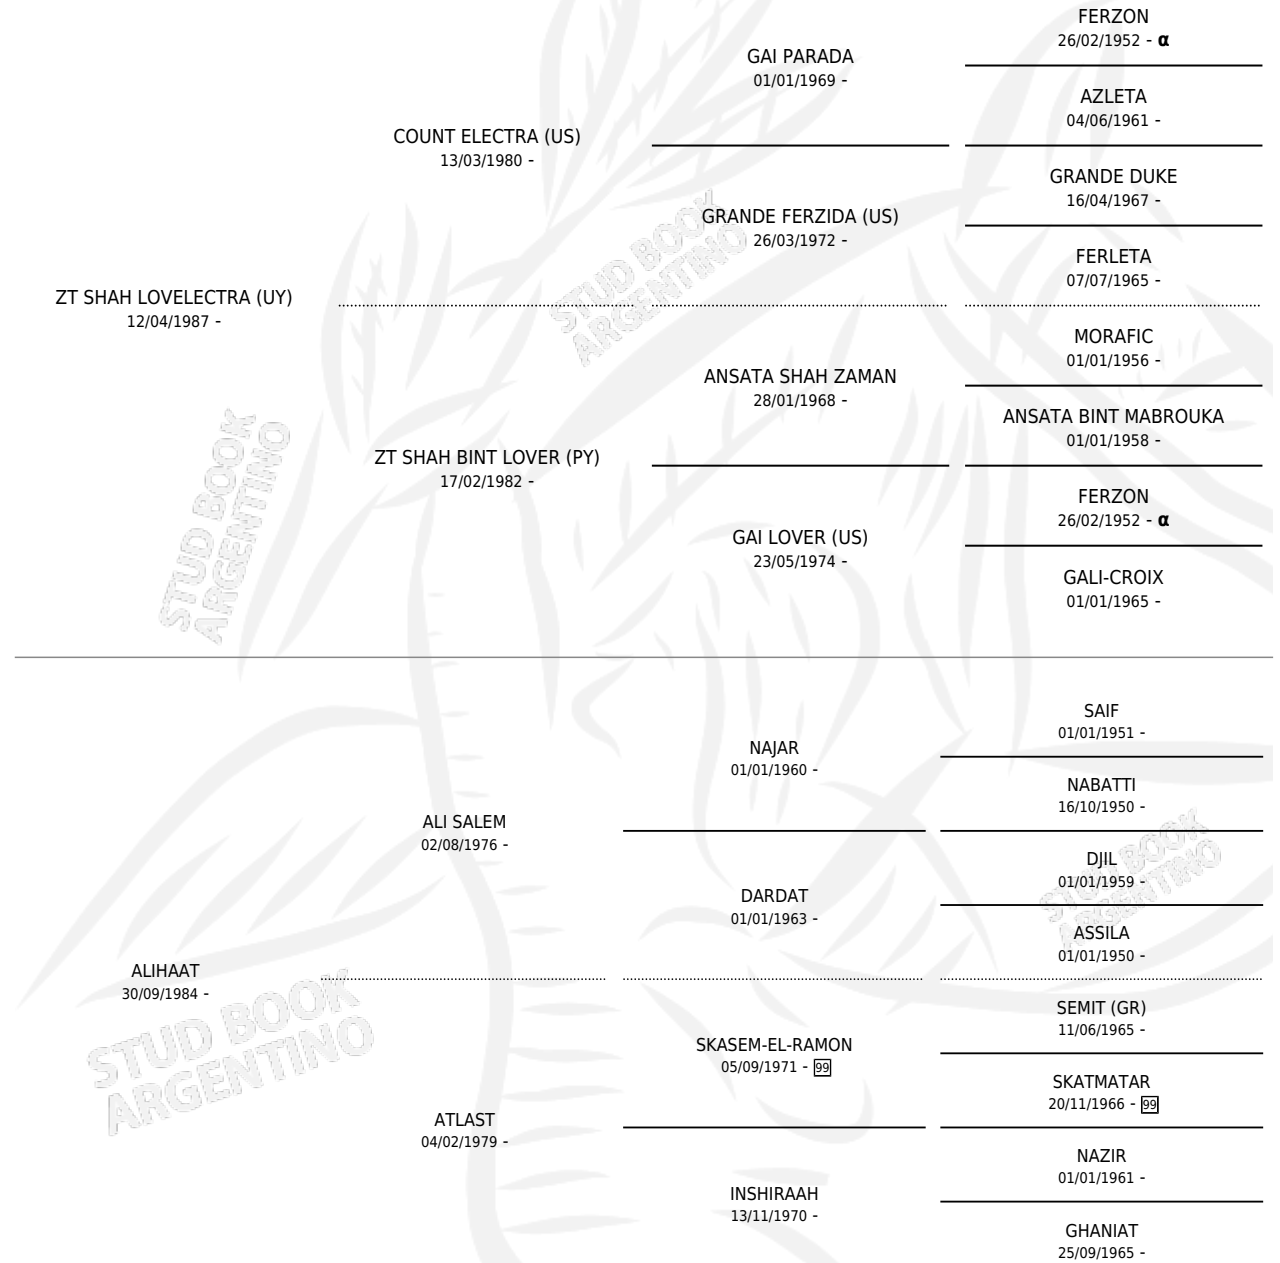 FERZON
26/02/1952 - α
GAI PARADA
01/01/1969 -
AZLETA
04/06/1961 -
COUNT ELECTRA (US)
13/03/1980 -
GRANDE DUKE
16/04/1967 -
GRANDE FERZIDA (US)
26/03/1972 -
FERLETA
07/07/1965 -
ZT SHAH LOVELECTRA (UY)
12/04/1987 -
MORAFIC
01/01/1956 -
ANSATA SHAH ZAMAN
28/01/1968 -
ANSATA BINT MABROUKA
01/01/1958 -
ZT SHAH BINT LOVER (PY)
17/02/1982 -
FERZON
26/02/1952 - α
GAI LOVER (US)
23/05/1974 -
GALI-CROIX
01/01/1965 -
SAIF
01/01/1951 -
NAJAR
01/01/1960 -
NABATTI
16/10/1950 -
ALI SALEM
02/08/1976 -
DJIL
01/01/1959 -
DARDAT
01/01/1963 -
ASSILA
01/01/1950 -
ALIHAAT
30/09/1984 -
SEMIT (GR)
11/06/1965 -
SKASEM-EL-RAMON
05/09/1971 - 99
SKATMATAR
20/11/1966 - 99
ATLAST
04/02/1979 -
NAZIR
01/01/1961 -
INSHIRAAH
13/11/1970 -
GHANIAT
25/09/1965 -
STUD BOOK
ARGENTINO
STUD BOOK
ARGENTINO
STUD BOOK
ARGENTINO
STUD BOOK
ARGENTINO